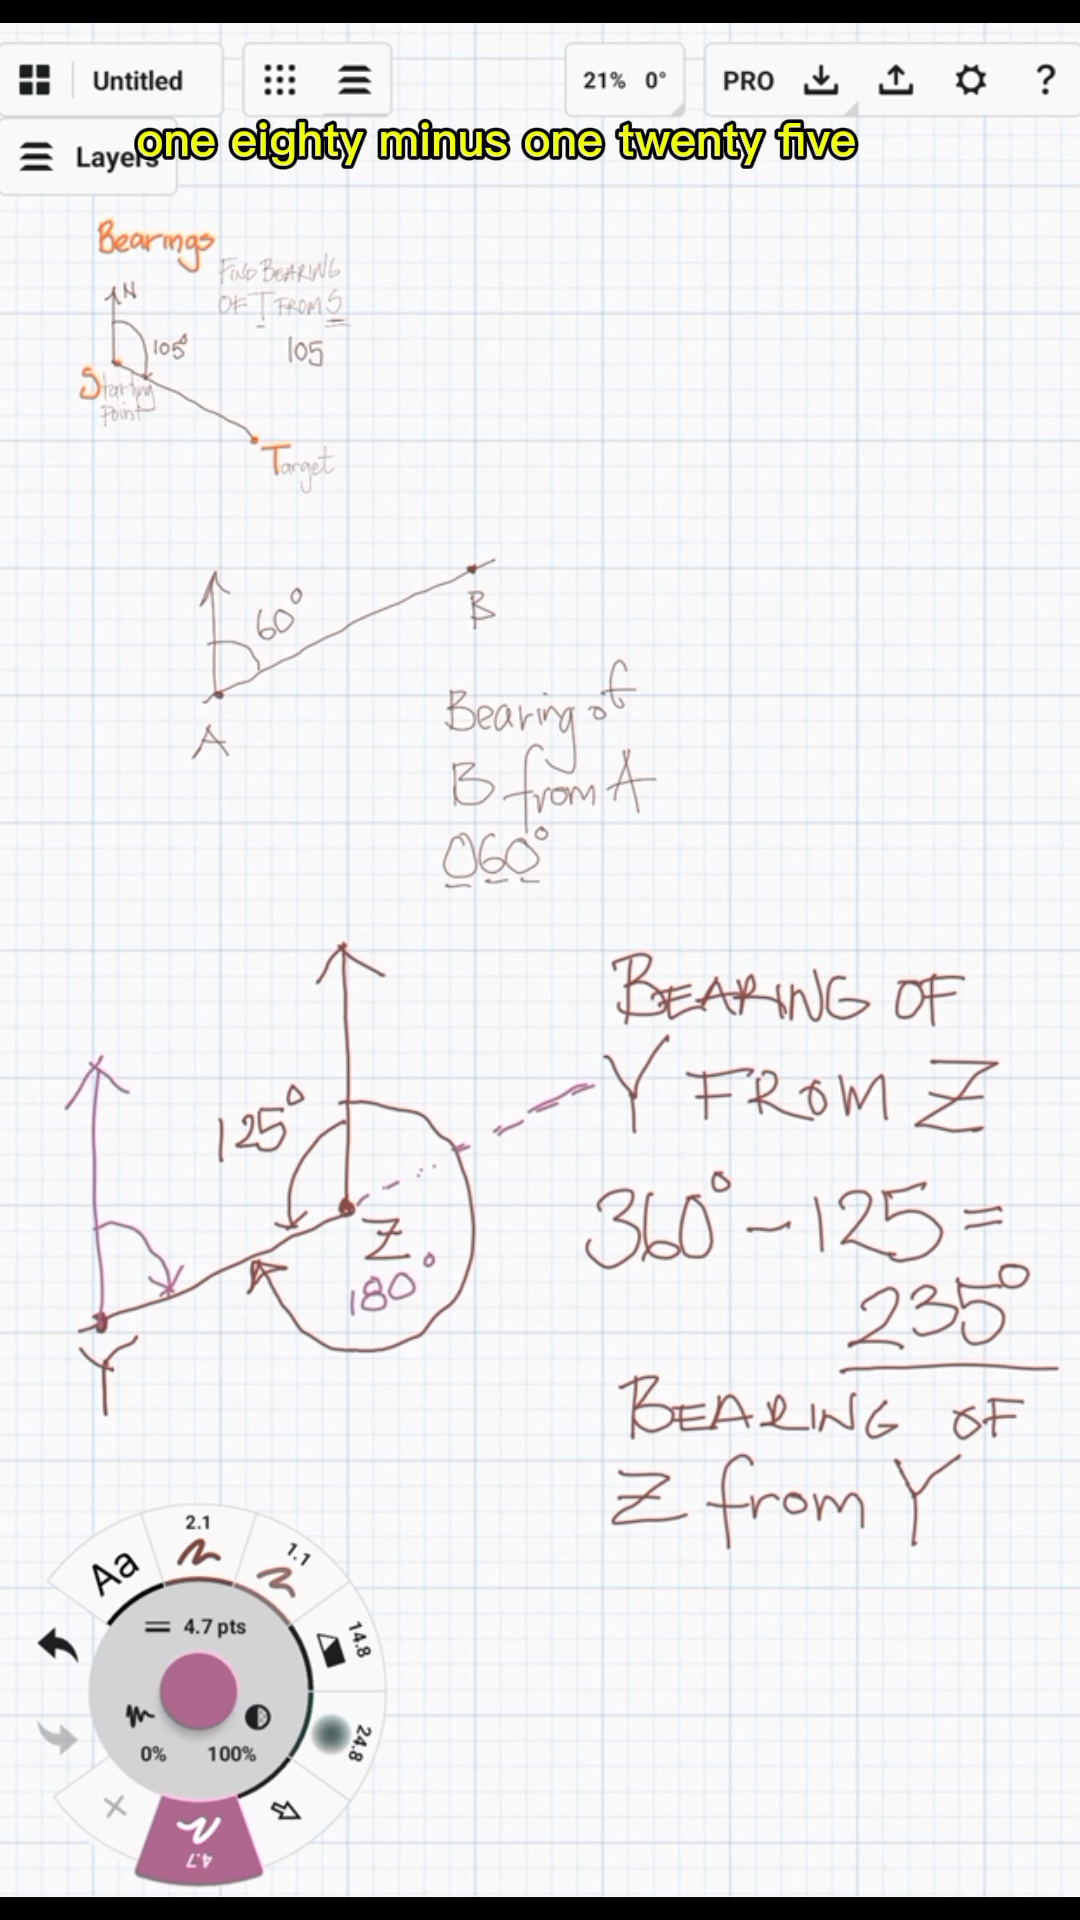 Untitled
21% 0°
PRO
?
Layers
one eighty minus one twenty five
Bearings
FIND BEARING
OF T FROM S
N
105°
105
Starting
Point
Target
60°
B
A
Bearing of
B from A
060°
BEARING OF
Y FROM Z
125°
360° - 125 =
Z
180°
235°
Y
BEARING OF
Z from Y
2.1
1.1
Aa
4.7 pts
14.8
24.8
0% 100%
4.7